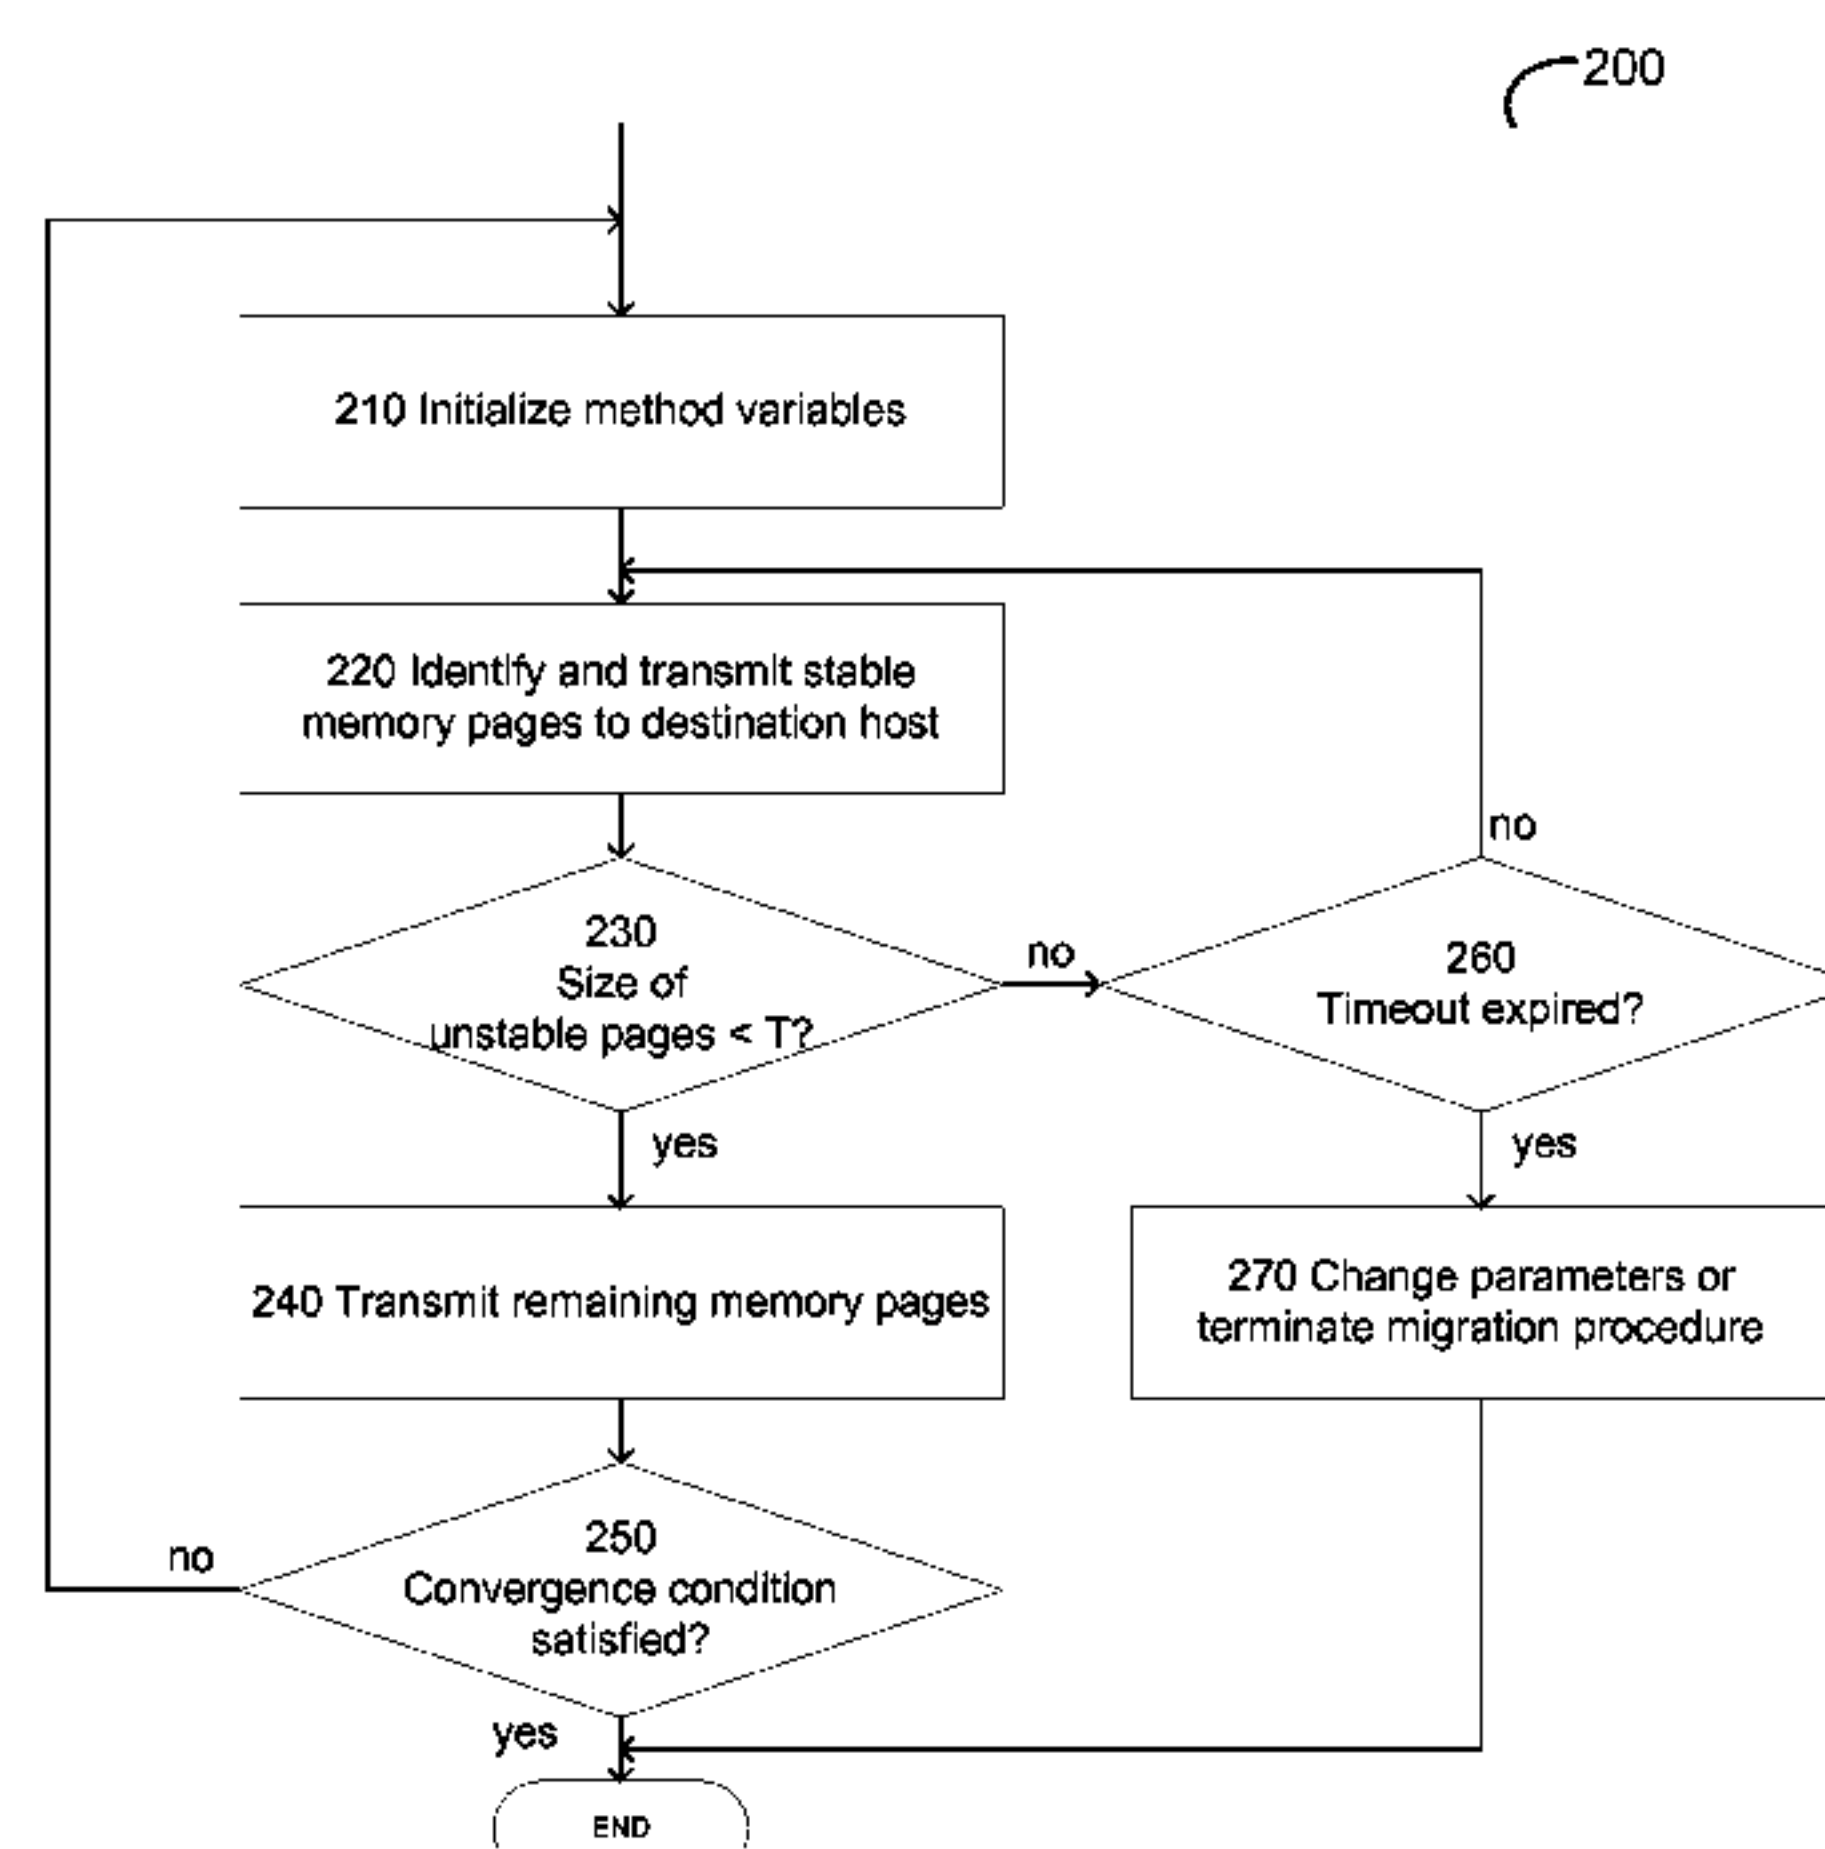 200
210 Initialize method variables
220 Identify and transmit stable
memory pages to destination host
no
230
Size of
unstable pages < T?
no
260
Timeout expired?
yes
yes
240 Transmit remaining memory pages
270 Change parameters or
terminate migration procedure
no
250
Convergence condition
satisfied?
yes
END